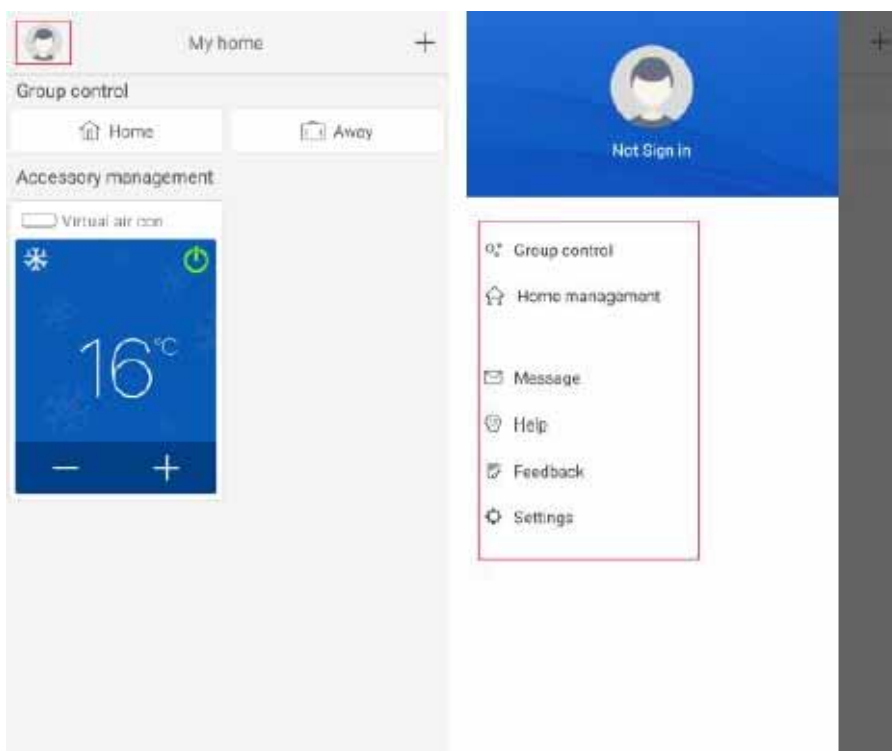 My home
+
Group control
Home
Away
Accessory management
Virtual air con
16°C
− +
Not Sign in
Group control
Home management
Message
Help
Feedback
Settings